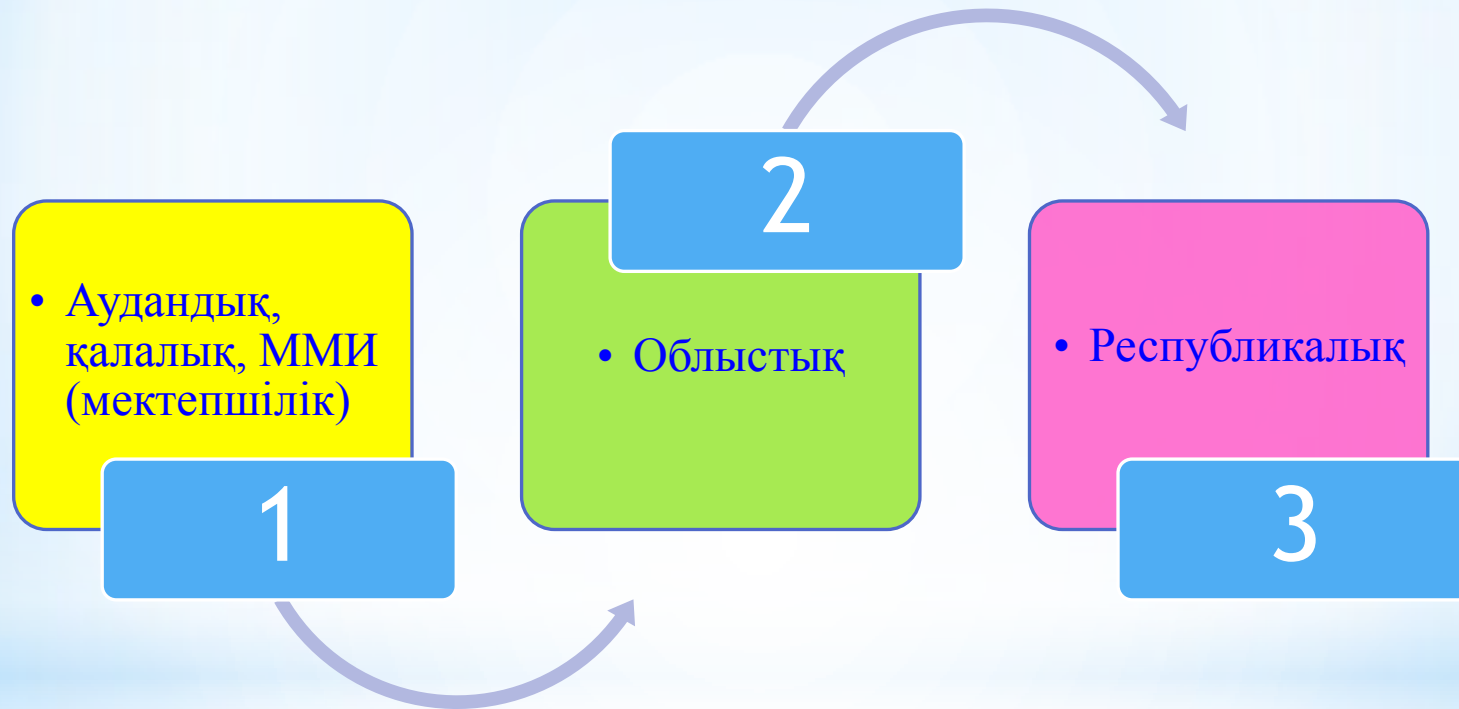 • Аудандық,
қалалық, ММИ
(мектепшілік)
1
2
• Облыстық
• Республикалық
3